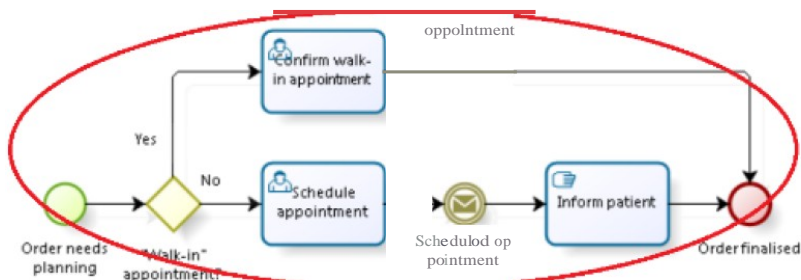 oppolntment
Confirm walk-
in appointment
Yes
No
Schedule
appointment
Inform patient
Order needs
planning
"Walk-in"
appointment?
Schedulod op
pointment
Order finalised